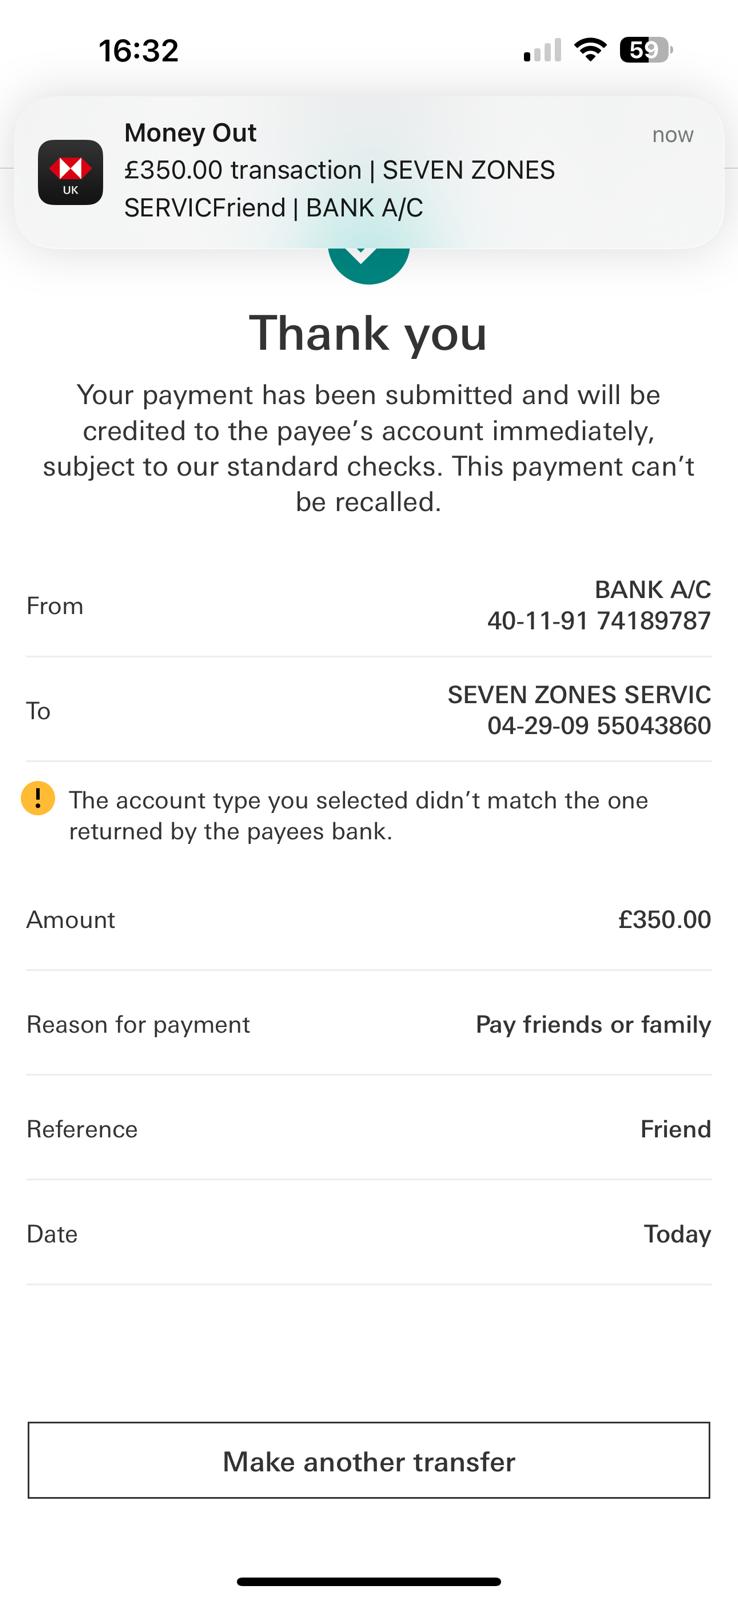 16:32
59
Money Out
now
£350.00 transaction | SEVEN ZONES
SERVICFriend | BANK A/C
UK
Thank you
Your payment has been submitted and will be
credited to the payee’s account immediately,
subject to our standard checks. This payment can’t
be recalled.
From
BANK A/C
40-11-91 74189787
To
SEVEN ZONES SERVIC
04-29-09 55043860
The account type you selected didn’t match the one
returned by the payees bank.
Amount
£350.00
Reason for payment
Pay friends or family
Reference
Friend
Date
Today
Make another transfer